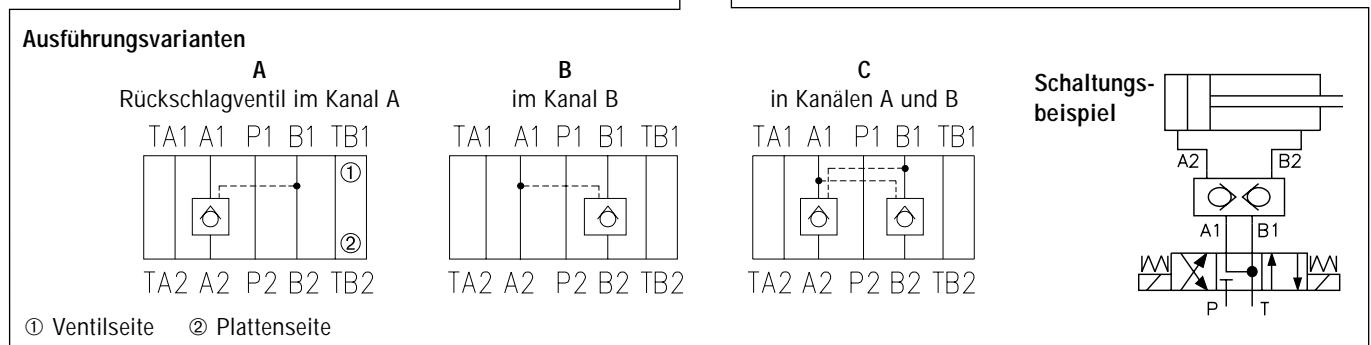 Ausführungsvarianten
A
Rückschlagventil im Kanal A
TA1 A1 P1 B1 TB1
①
②
TA2 A2 P2 B2 TB2
① Ventilseite ② Plattenseite
B
im Kanal B
TA1 A1 P1 B1 TB1
TA2 A2 P2 B2 TB2
C
in Kanälen A und B
TA1 A1 P1 B1 TB1
TA2 A2 P2 B2 TB2
Schaltungs-
beispiel
A2 B2
A1 B1
P T